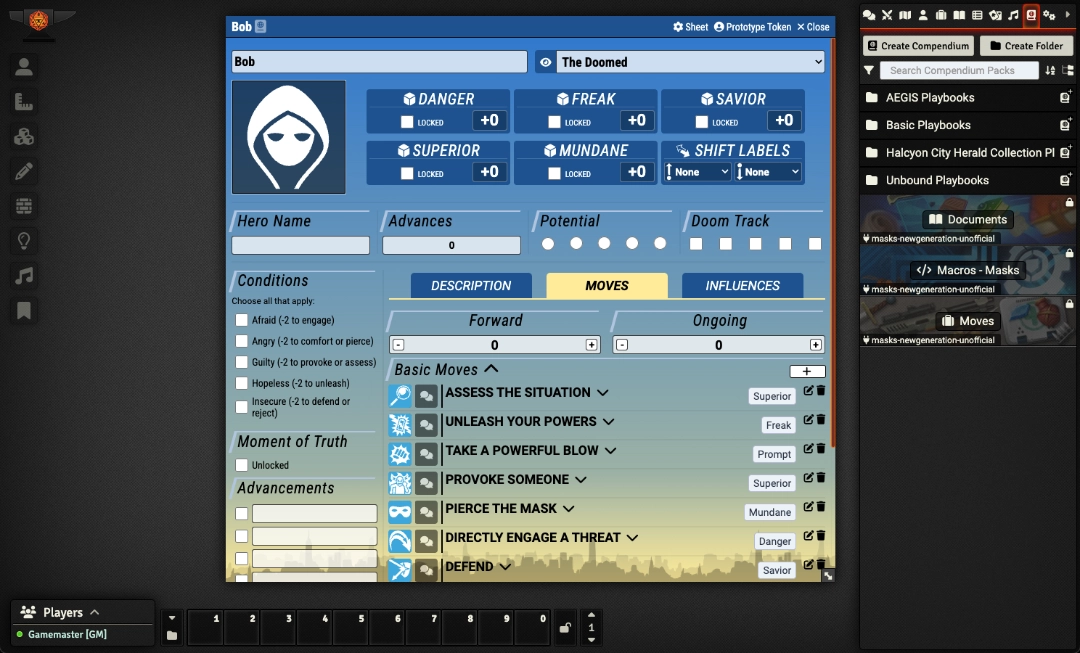 Bob
Sheet
Prototype Token
Close
Bob
The Doomed
DANGER
LOCKED
+0
FREAK
LOCKED
+0
SAVIOR
LOCKED
+0
SUPERIOR
LOCKED
+0
MUNDANE
LOCKED
+0
SHIFT LABELS
None
None
Hero Name
Advances
0
Potential
Doom Track
Conditions
Choose all that apply:
Afraid (-2 to engage)
Angry (-2 to comfort or pierce)
Guilty (-2 to provoke or assess)
Hopeless (-2 to unleash)
Insecure (-2 to defend or
reject)
Moment of Truth
Unlocked
Advancements
DESCRIPTION
MOVES
INFLUENCES
Forward
- 0 +
Ongoing
- 0 +
Basic Moves
+
ASSESS THE SITUATION
Superior
UNLEASH YOUR POWERS
Freak
TAKE A POWERFUL BLOW
Prompt
PROVOKE SOMEONE
Superior
PIERCE THE MASK
Mundane
DIRECTLY ENGAGE A THREAT
Danger
DEFEND
Savior
Create Compendium
Create Folder
Search Compendium Packs
AEGIS Playbooks
Basic Playbooks
Halcyon City Herald Collection Pl
Unbound Playbooks
Documents
masks-newgeneration-unofficial
</> Macros - Masks
masks-newgeneration-unofficial
Moves
masks-newgeneration-unofficial
Players
Gamemaster [GM]
1 2 3 4 5 6 7 8 9 0
1